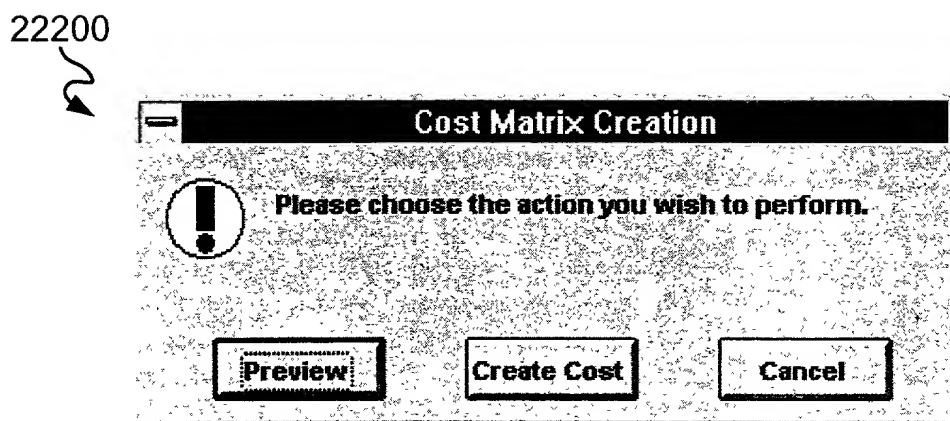 22200
Cost Matrix Creation
Please choose the action you wish to perform.
Preview Create Cost Cancel